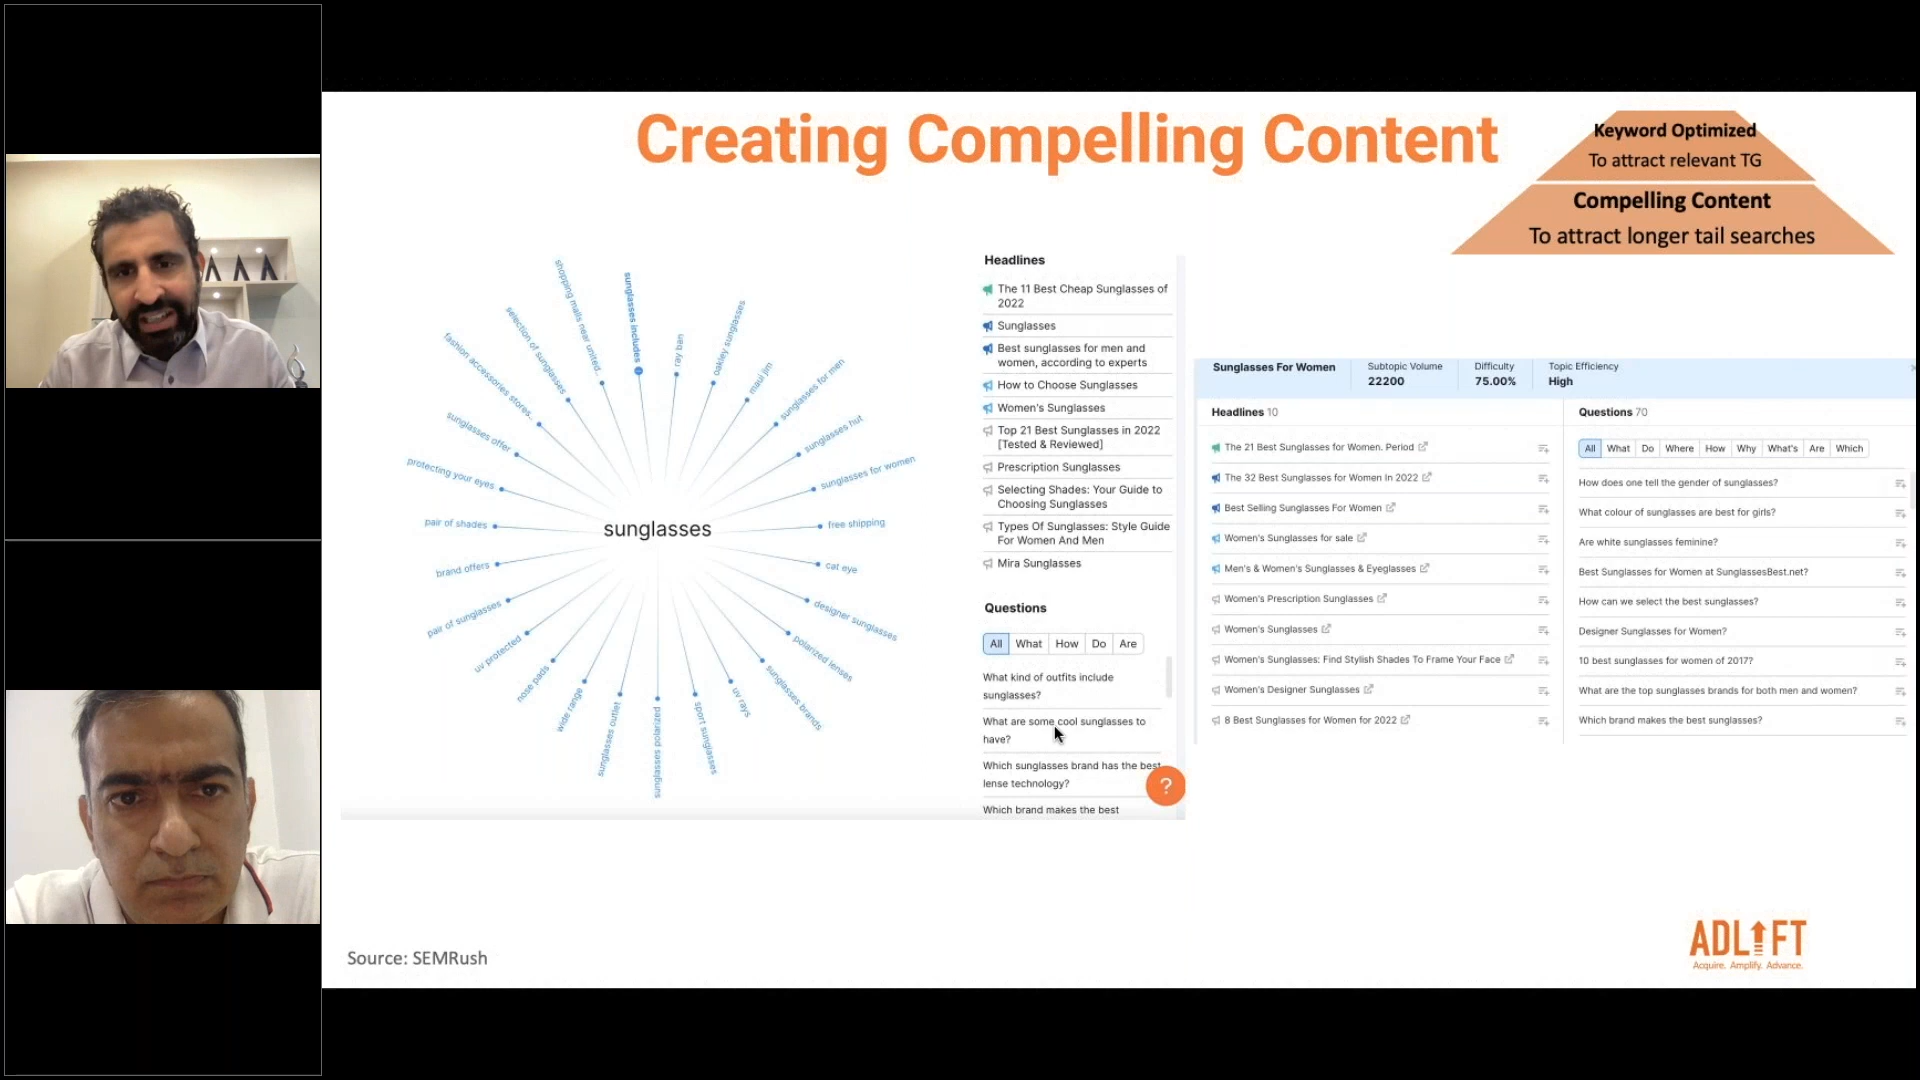 Creating Compelling Content
Keyword Optimized
To attract relevant TG
Compelling Content
To attract longer tail searches
sunglasses
sunglasses includes
ray ban
oakley sunglasses
maui jim
sunglasses for men
sunglasses hut
sunglasses for women
free shipping
cat eye
designer sunglasses
polarized lenses
sunglasses brands
uv rays
sport sunglasses
sunglasses polarized
sunglasses outlet
wide range
nose pads
uv protected
pair of sunglasses
brand offers
pair of shades
protecting your eyes
sunglasses offer
fashion accessories stores...
selection of sunglasses
shopping malls near united...
Headlines
The 11 Best Cheap Sunglasses of
2022
Sunglasses
Best sunglasses for men and
women, according to experts
How to Choose Sunglasses
Women's Sunglasses
Top 21 Best Sunglasses in 2022
[Tested & Reviewed]
Prescription Sunglasses
Selecting Shades: Your Guide to
Choosing Sunglasses
Types Of Sunglasses: Style Guide
For Women And Men
Mira Sunglasses
Questions
All What How Do Are
What kind of outfits include
sunglasses?
What are some cool sunglasses to
have?
Which sunglasses brand has the best
lense technology?
Which brand makes the best
?
Sunglasses For Women
Subtopic Volume
22200
Difficulty
75.00%
Topic Efficiency
High
Headlines 10
The 21 Best Sunglasses for Women. Period
The 32 Best Sunglasses for Women In 2022
Best Selling Sunglasses For Women
Women's Sunglasses for sale
Men's & Women's Sunglasses & Eyeglasses
Women's Prescription Sunglasses
Women's Sunglasses
Women's Sunglasses: Find Stylish Shades To Frame Your Face
Women's Designer Sunglasses
8 Best Sunglasses for Women for 2022
Questions 70
All What Do Where How Why What's Are Which
How does one tell the gender of sunglasses?
What colour of sunglasses are best for girls?
Are white sunglasses feminine?
Best Sunglasses for Women at SunglassesBest.net?
How can we select the best sunglasses?
Designer Sunglasses for Women?
10 best sunglasses for women of 2017?
What are the top sunglasses brands for both men and women?
Which brand makes the best sunglasses?
Source: SEMRush
ADLIFT
Acquire. Amplify. Advance.